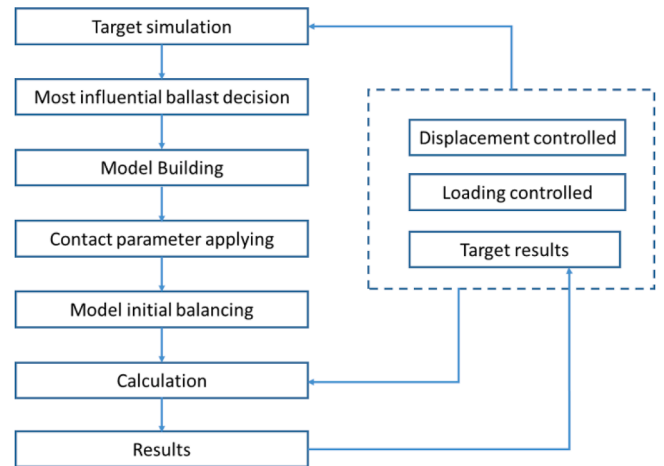 Target simulation
Most influential ballast decision
Model Building
Contact parameter applying
Model initial balancing
Calculation
Results
Displacement controlled
Loading controlled
Target results